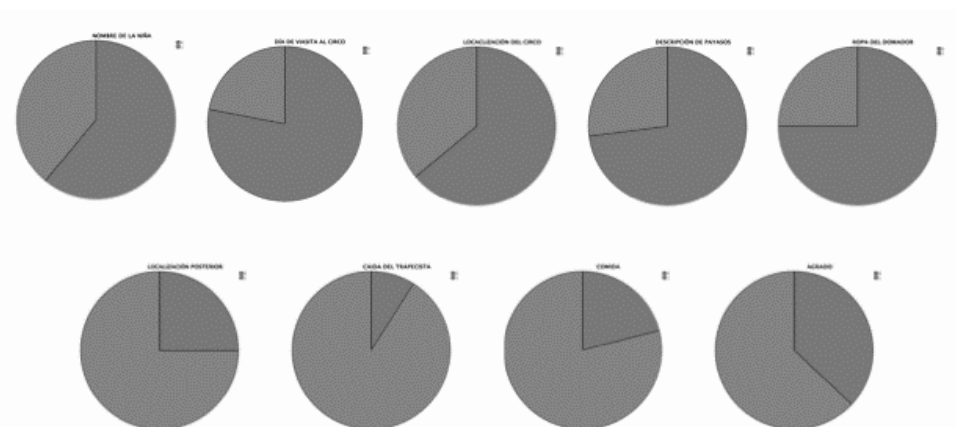 NOMBRE DE LA NIÑA
DÍA DE VIASITA AL CIRCO
LOCACLIZACIÓN DEL CIRCO
DESCRIPCIÓN DE PAYASOS
ROPA DEL DOMADOR
LOCALIZACIÓN POSTERIOR
CAIDA DEL TRAPECISTA
COMIDA
AGRADO